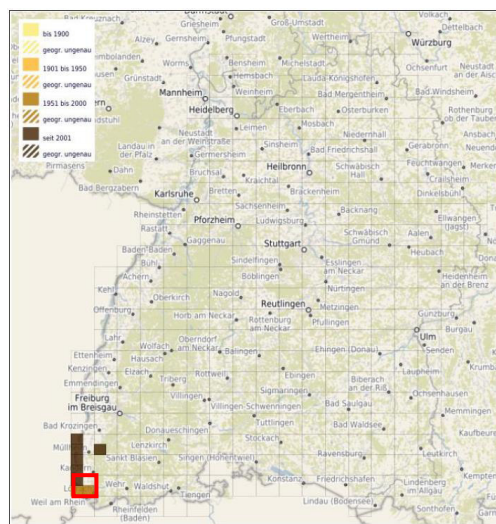 bis 1900
geogr. ungenau
1901 bis 1950
geogr. ungenau
1951 bis 2000
geogr. ungenau
seit 2001
geogr. ungenau
Griesheim
Groß-Umstadt
Volkach
Dettelbach
Alzey
Gernsheim
Pfungstadt
Würzburg
Worms
Bensheim
Michelstadt
Ochsenfurt
Grünstadt
Hemsbach
Weinheim
Lauda-Königshofen
Mannheim
Bad Mergentheim
Bad-Windsheim
Heidelberg
Eberbach
Osterburken
Rothenburg
ob der Tauber
Neustadt
an der Weinstraße
Leimen
Mosbach
Niedernhall
Landau in
der Pfalz
Germersheim
Sinsheim
Bad Friedrichshall
Gerabronn
Pirmasens
Dahn
Bruchsal
Heilbronn
Schwäbisch
Hall
Feuchtwangen
Bad Bergzabern
Kraichtal
Crailsheim
Karlsruhe
Bretten
Brackenheim
Dinkelsbühl
Rheinstetten
Sachsenheim
Backnang
Ellwangen
(Jagst)
Rastatt
Pforzheim
Ludwigsburg
Schwäbisch
Gmünd
Aalen
Gaggenau
Baden-Baden
Stuttgart
Heubach
Bühl
Sindelfingen
Esslingen
am Neckar
Heidenheim
an der Brenz
Achern
Böblingen
Nürtingen
Kehl
Oberkirch
Nagold
Reutlingen
Metzingen
Günzburg
Offenburg
Horb am Neckar
Rottenburg
am Neckar
Pfullingen
Ulm
Burgau
Lahr
Oberndorf
am Neckar
Senden
Ettenheim
Wolfach
Hausach
Balingen
Ehingen (Donau)
Kenzingen
Elzach
Rottweil
Ebingen
Laupheim
Emmendingen
Triberg
Biberach
an der Riß
Ochsenhausen
Villingen
Sigmaringen
Freiburg
im Breisgau
Villingen-Schwenningen
Bad Saulgau
Memmingen
Bad Krozingen
Donaueschingen
Tuttlingen
Bad Waldsee
Lenzkirch
Stockach
Leutkirch
Sankt Blasien
Singen (Hohentwiel)
Ravensburg
Wehr
Waldshut
Konstanz
Friedrichshafen
Weil am Rhein
Tiengen
Lindenberg
im Allgäu
Rheinfelden
(Baden)
Lindau (Bodensee)
Sonthofen